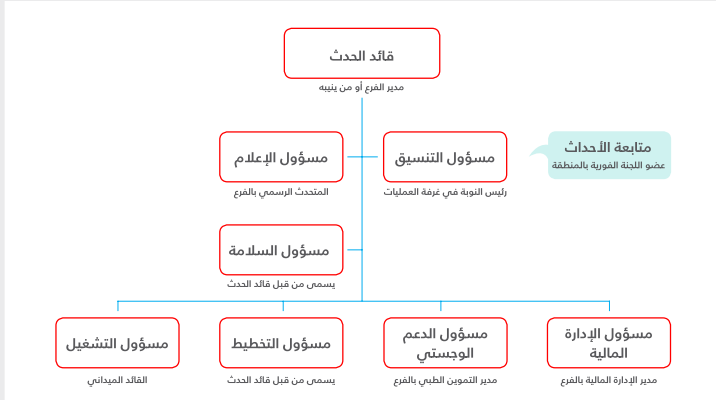 قائد الحدث
مدير الفرع أو من ينيبه
مسؤول التنسيق
رئيس النوبة في غرفة العمليات
مسؤول الإعلام
المتحدث الرسمي بالفرع
متابعة الأحداث
عضو اللجنة الفورية بالمنطقة
مسؤول السلامة
يسمى من قبل قائد الحدث
مسؤول الإدارة
المالية
مدير الإدارة المالية بالفرع
مسؤول الدعم
الوجستي
مدير التموين الطبي بالفرع
مسؤول التخطيط
يسمى من قبل قائد الحدث
مسؤول التشغيل
القائد الميداني